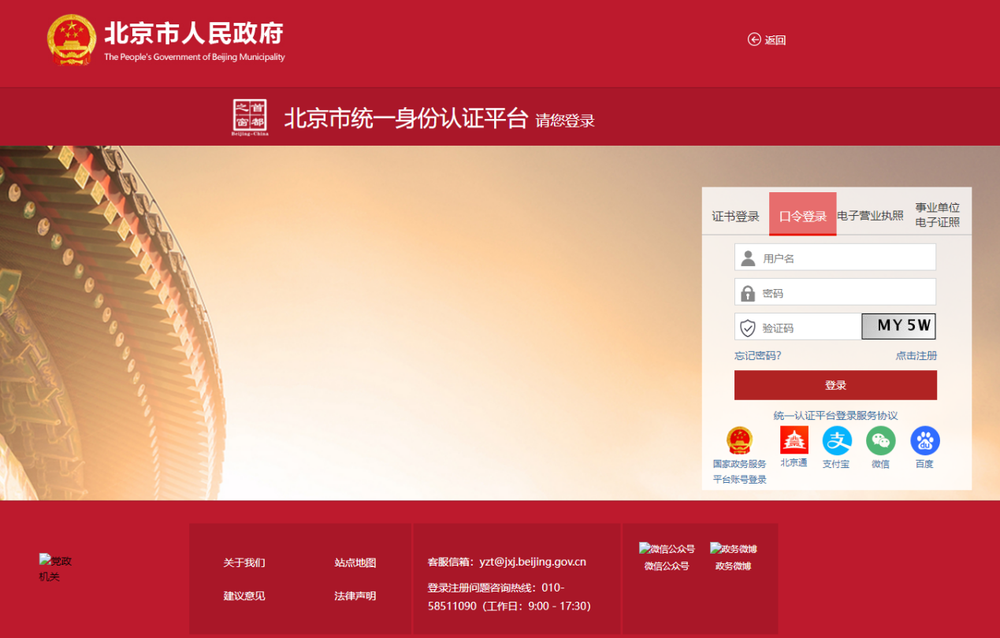 北京市人民政府
The People's Government of Beijing Municipality
返回
首都之窗
Beijing-China
北京市统一身份认证平台 请您登录
证书登录
口令登录
电子营业执照
事业单位
电子证照
用户名
密码
验证码
MY5W
忘记密码?
点击注册
登录
统一认证平台登录服务协议
国家政务服务
平台账号登录
北京通
支付宝
微信
百度
党政
机关
关于我们
站点地图
建议意见
法律声明
客服信箱：yzt@jxj.beijing.gov.cn
登录注册问题咨询热线：010-
58511090（工作日：9:00 - 17:30）
微信公众号
微信公众号
政务微博
政务微博